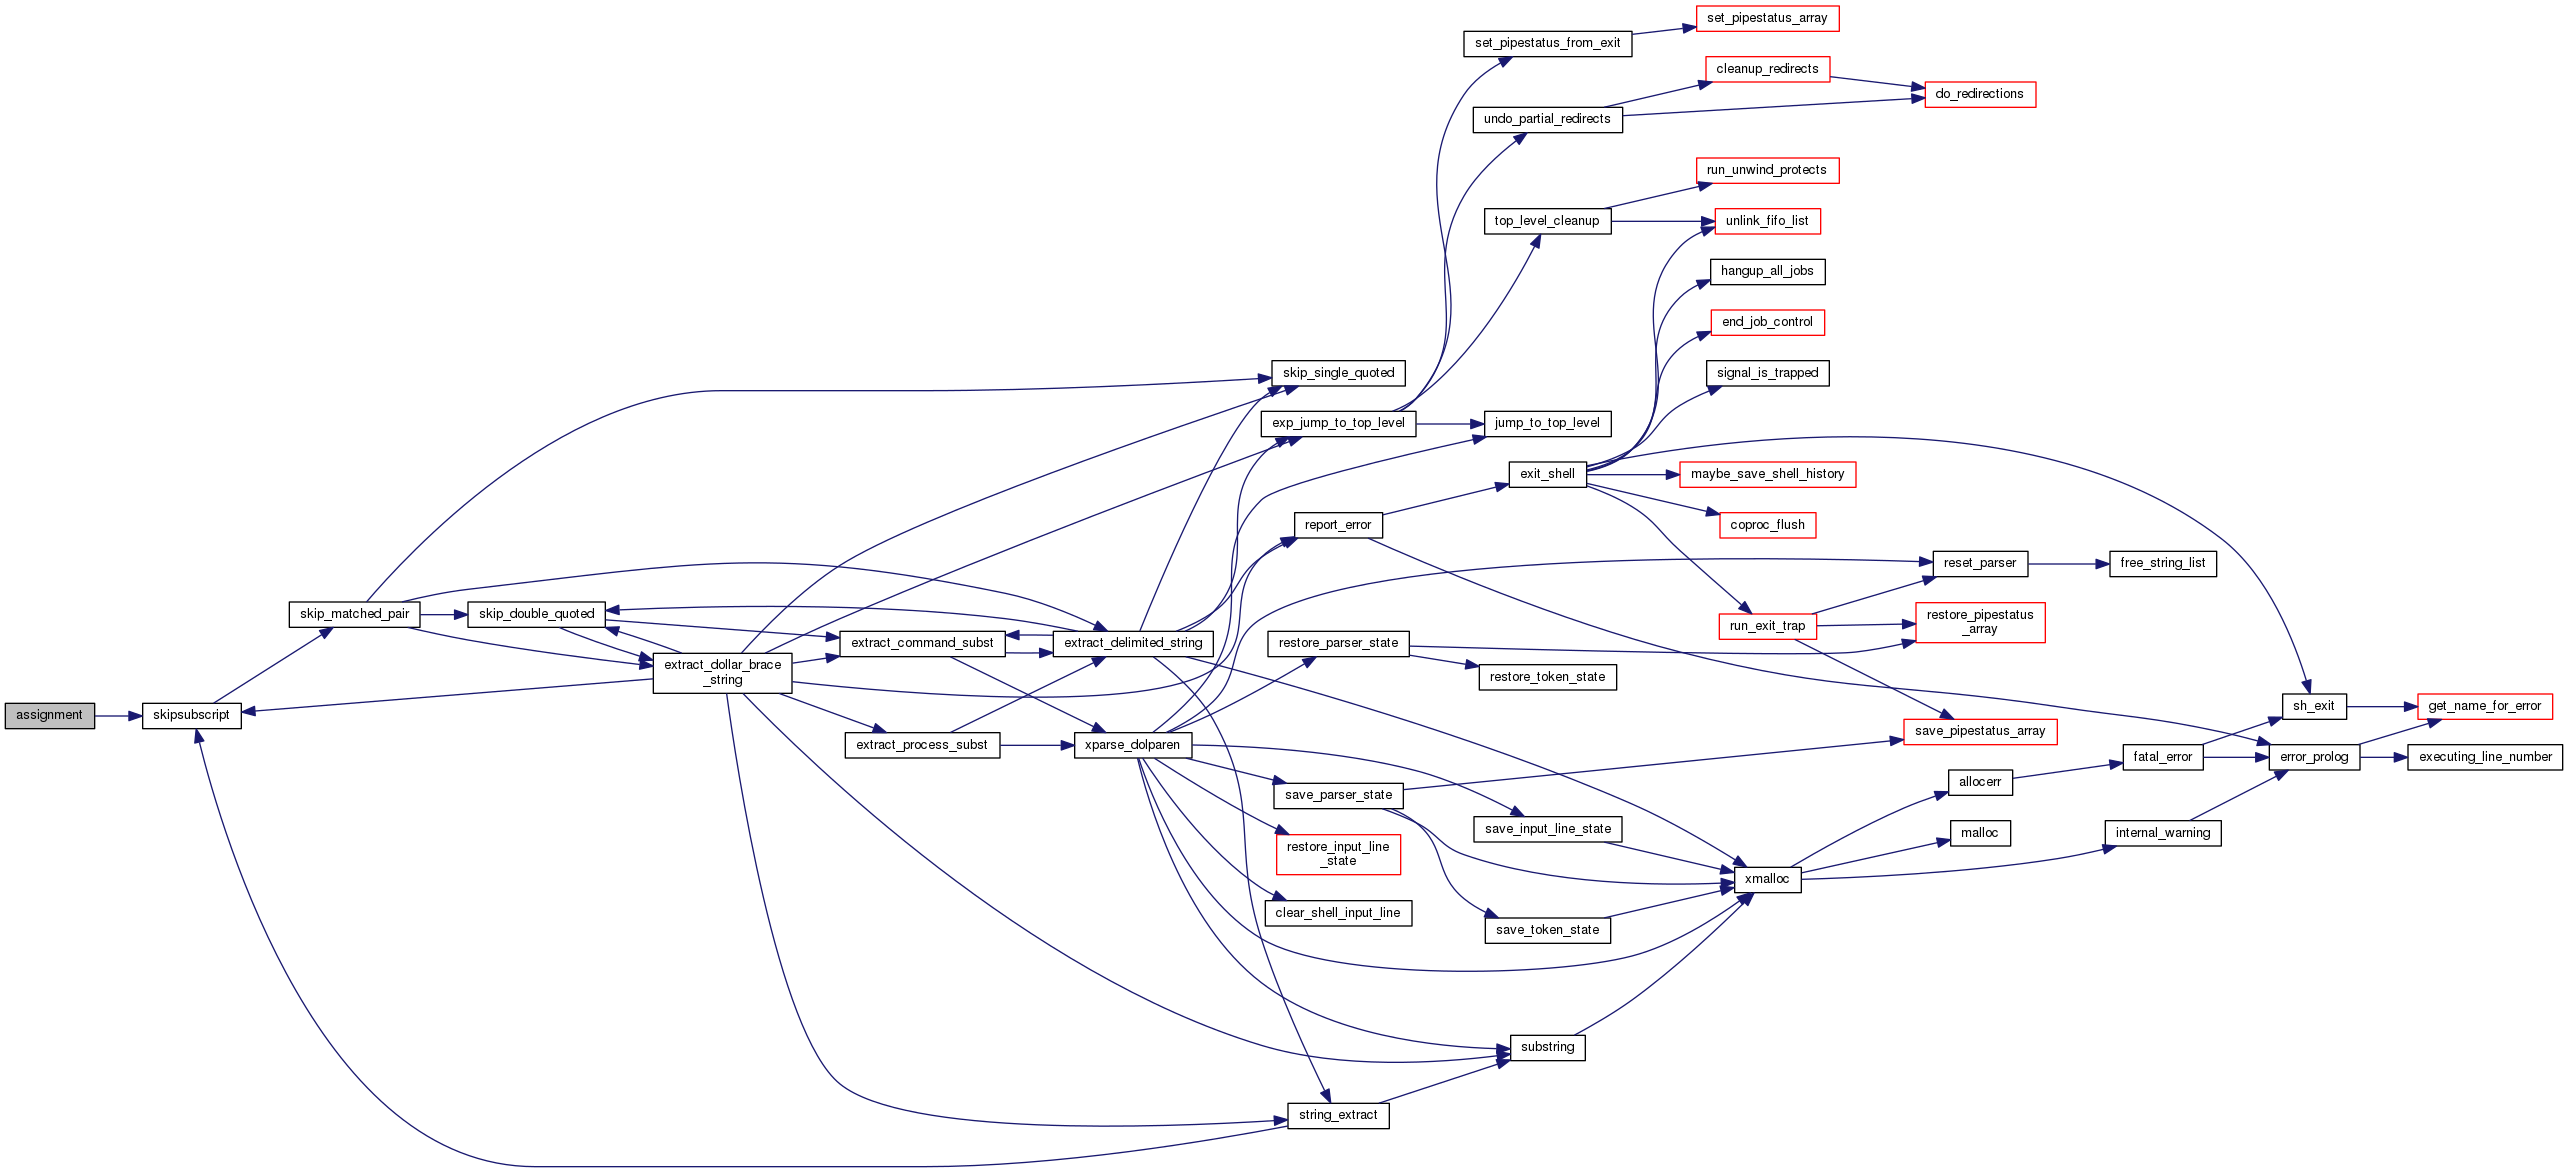 set_pipestatus_array
set_pipestatus_from_exit
cleanup_redirects
do_redirections
undo_partial_redirects
run_unwind_protects
top_level_cleanup
unlink_fifo_list
hangup_all_jobs
end_job_control
skip_single_quoted
signal_is_trapped
exp_jump_to_top_level
jump_to_top_level
exit_shell
maybe_save_shell_history
report_error
coproc_flush
reset_parser
free_string_list
skip_matched_pair
skip_double_quoted
run_exit_trap
restore_pipestatus
_array
extract_command_subst
extract_delimited_string
restore_parser_state
extract_dollar_brace
_string
restore_token_state
assignment
skipsubscript
sh_exit
get_name_for_error
save_pipestatus_array
extract_process_subst
xparse_dolparen
fatal_error
error_prolog
executing_line_number
save_parser_state
allocerr
save_input_line_state
malloc
internal_warning
restore_input_line
_state
xmalloc
clear_shell_input_line
save_token_state
substring
string_extract